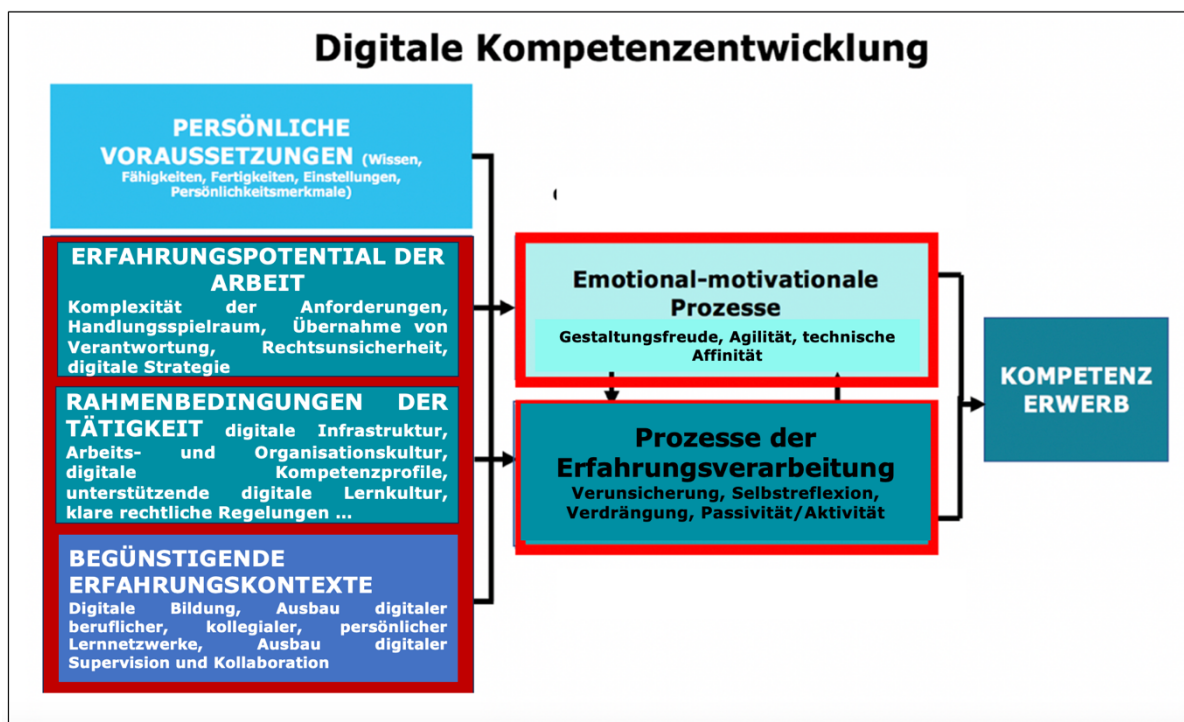 Digitale Kompetenzentwicklung
PERSÖNLICHE
VORAUSSETZUNGEN (Wissen,
Fähigkeiten, Fertigkeiten, Einstellungen,
Persönlichkeitsmerkmale)
ERFAHRUNGSPOTENTIAL DER
ARBEIT
Komplexität der Anforderungen,
Handlungsspielraum, Übernahme von
Verantwortung, Rechtsunsicherheit,
digitale Strategie
RAHMENBEDINGUNGEN DER
TÄTIGKEIT digitale Infrastruktur,
Arbeits- und Organisationskultur,
digitale Kompetenzprofile,
unterstützende digitale Lernkultur,
klare rechtliche Regelungen ...
BEGÜNSTIGENDE
ERFAHRUNGSKONTEXTE
Digitale Bildung, Ausbau digitaler
beruflicher, kollegialer, persönlicher
Lernnetzwerke, Ausbau digitaler
Supervision und Kollaboration
Emotional-motivationale
Prozesse
Gestaltungsfreude, Agilität, technische
Affinität
Prozesse der
Erfahrungsverarbeitung
Verunsicherung, Selbstreflexion,
Verdrängung, Passivität/Aktivität
KOMPETENZ
ERWERB